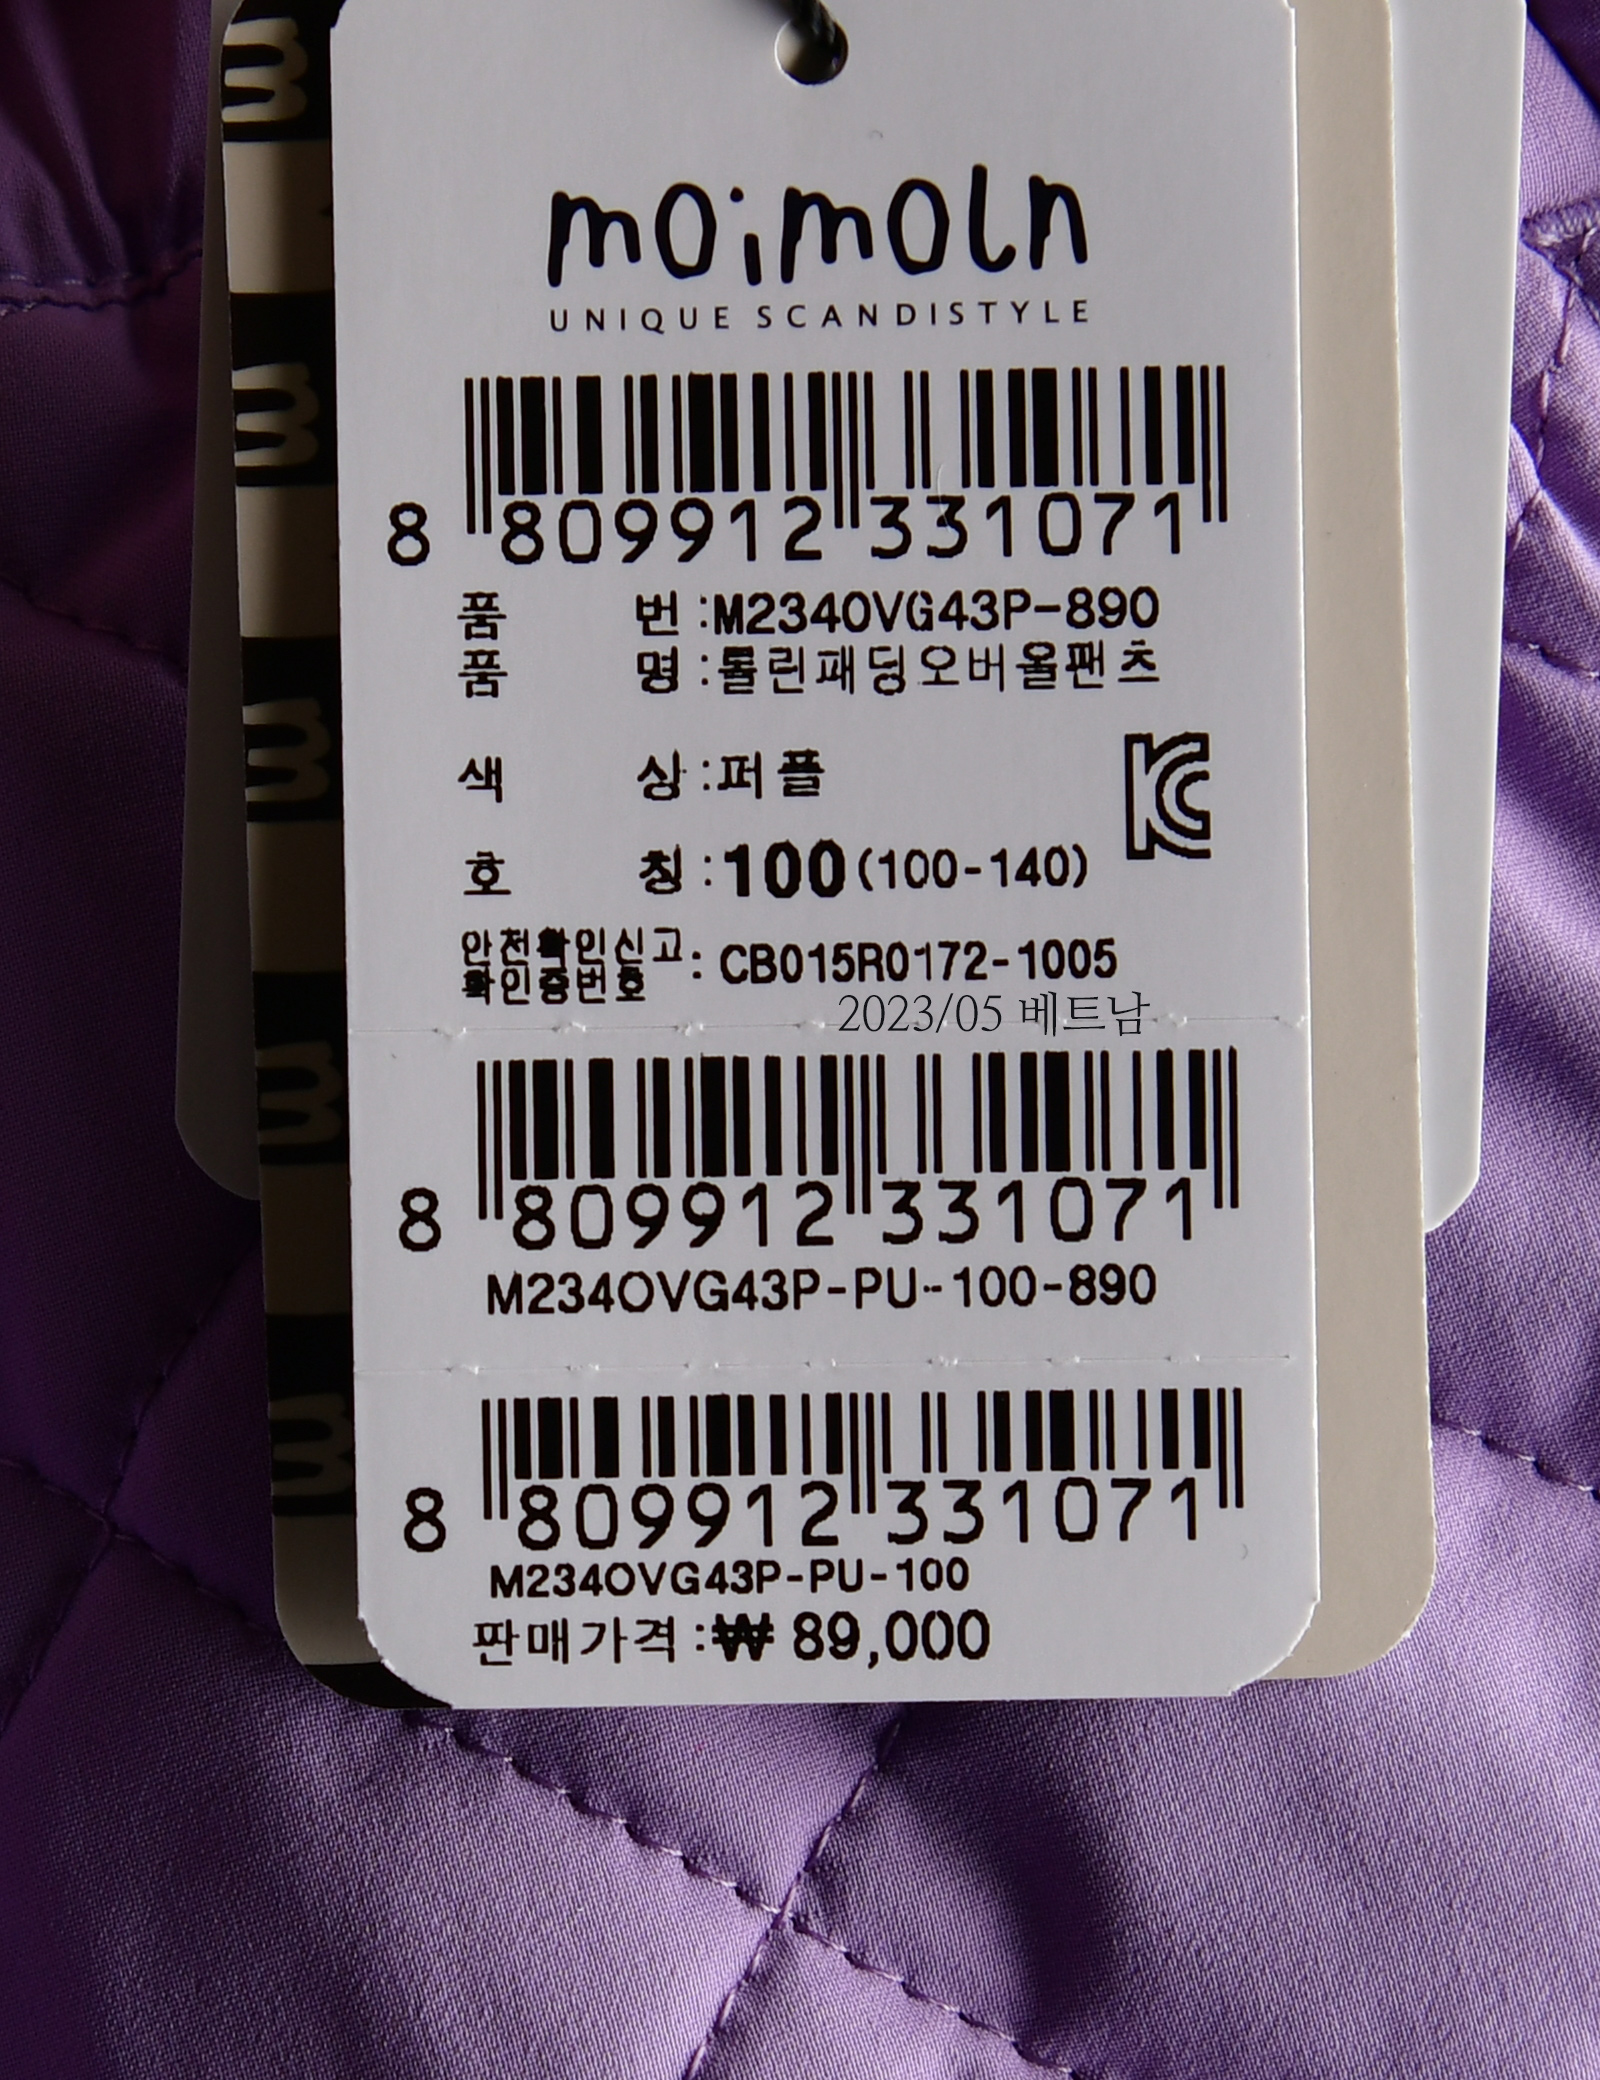 moimoln
UNIQUE SCANDISTYLE
8 809912 331071
품 번 : M234OVG43P-890
품 명 : 롤린패딩오버올팬츠
색 상 : 퍼플
호 칭 : 100 (100-140)
안전확인신고
확인증번호 : CB015R0172-1005
2023/05 베트남
8 809912 331071
M234OVG43P-PU--100-890
8 809912 331071
M234OVG43P-PU-100
판매가격 : ₩ 89,000